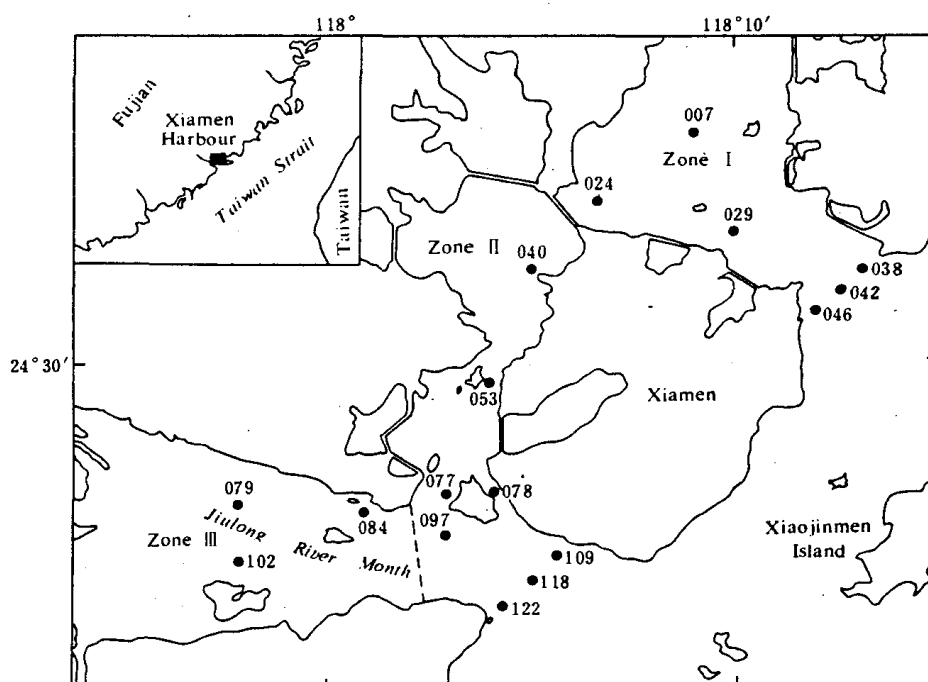 118°
118°10′
Fujian
Xiamen
Harbour
Taiwan Strait
Taiwan
007
Zone I
024
029
Zone II
040
038
042
046
24°30′
053
Xiamen
077
078
079
084
097
Jiulong River Month
Zone III
102
109
118
122
Xiaojinmen
Island